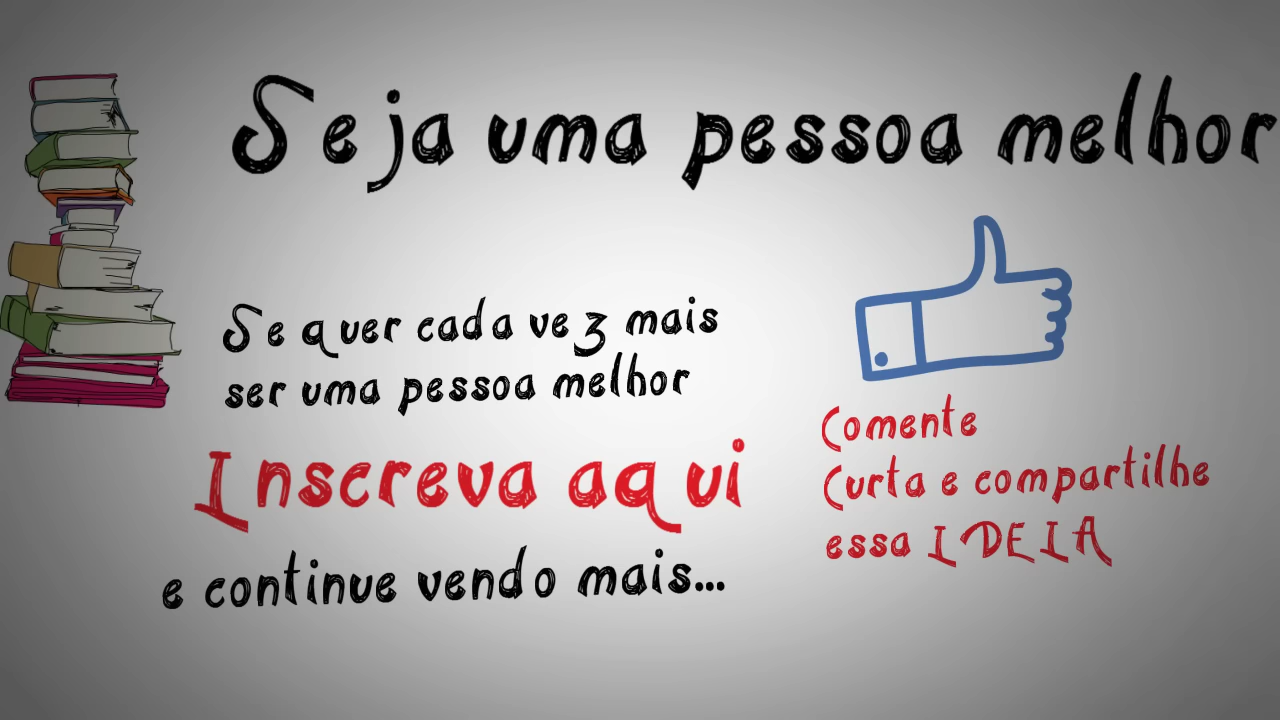 Seja uma pessoa melhor
Se quer cada vez mais
ser uma pessoa melhor
Inscreva aqui
e continue vendo mais...
Comente
Curta e compartilhe
essa IDEIA